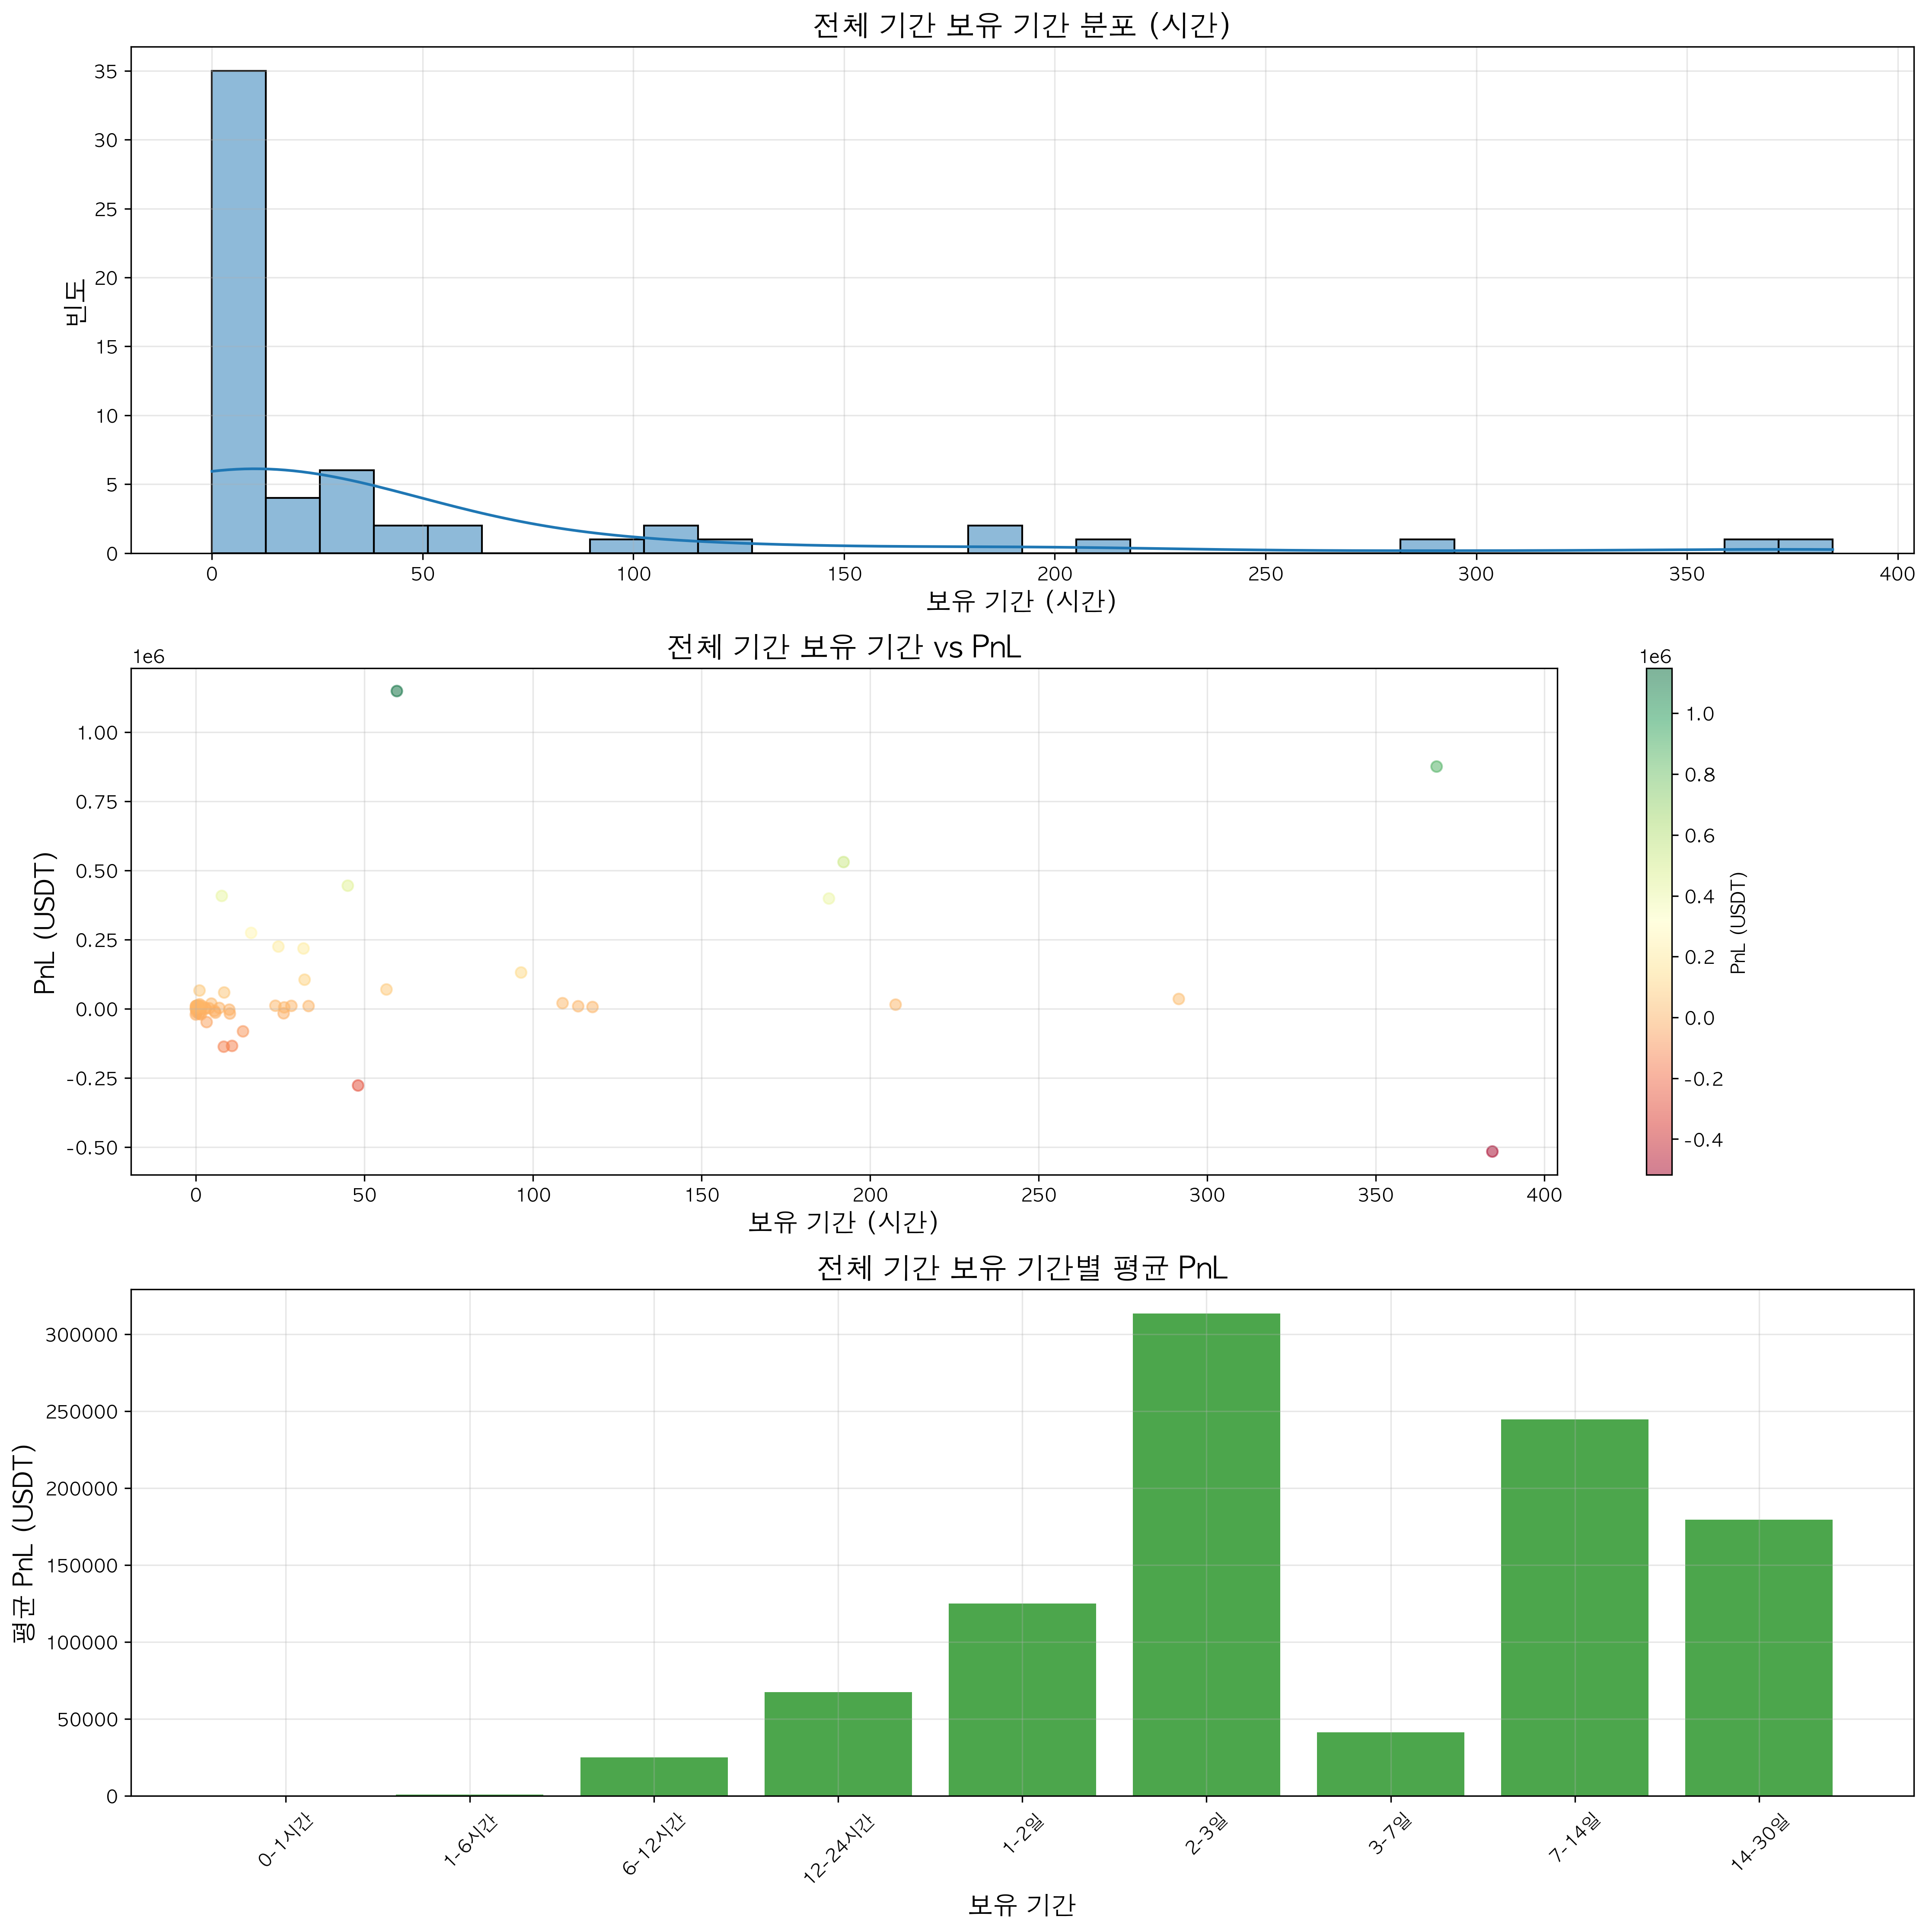 전체 기간 보유 기간 분포 (시간)
35
30
25
20
15
10
5
0
빈도
0 50 100 150 200 250 300 350 400
보유 기간 (시간)
전체 기간 보유 기간 vs PnL
1e6
1.00
0.75
0.50
0.25
0.00
-0.25
-0.50
PnL (USDT)
0 50 100 150 200 250 300 350 400
보유 기간 (시간)
1e6
1.0
0.8
0.6
0.4
0.2
0.0
-0.2
-0.4
PnL (USDT)
전체 기간 보유 기간별 평균 PnL
300000
250000
200000
150000
100000
50000
0
평균 PnL (USDT)
0-1시간 1-6시간 6-12시간 12-24시간 1-2일 2-3일 3-7일 7-14일 14-30일
보유 기간